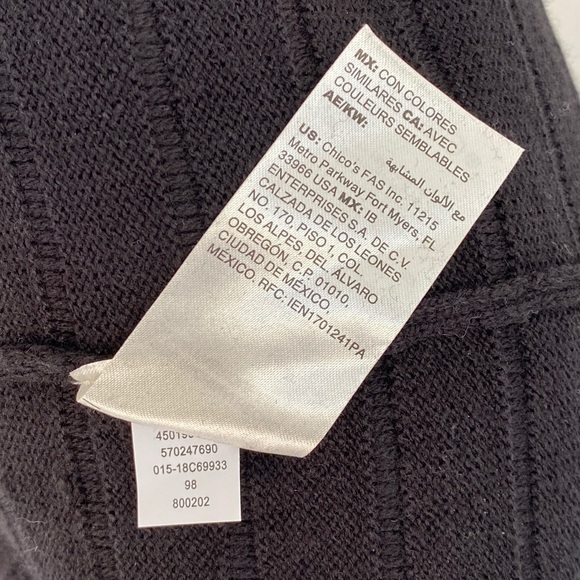 MX: CON COLORES
SIMILARES CA: AVEC
COULEURS SEMBLABLES
AE/KW:
مع الألوان المشابهة
US: Chico's FAS Inc. 11215
Metro Parkway Fort Myers, FL
33966 USA MX: IB
ENTERPRISES S.A. DE C.V.
CALZADA DE LOS LEONES
NO. 170, PISO 1, COL.
LOS ALPES, DEL. ÁLVARO
OBREGÓN, C.P. 01010,
CIUDAD DE MÉXICO,
MÉXICO, RFC: IEN1701241PA
570247690
015-18C69933
98
800202